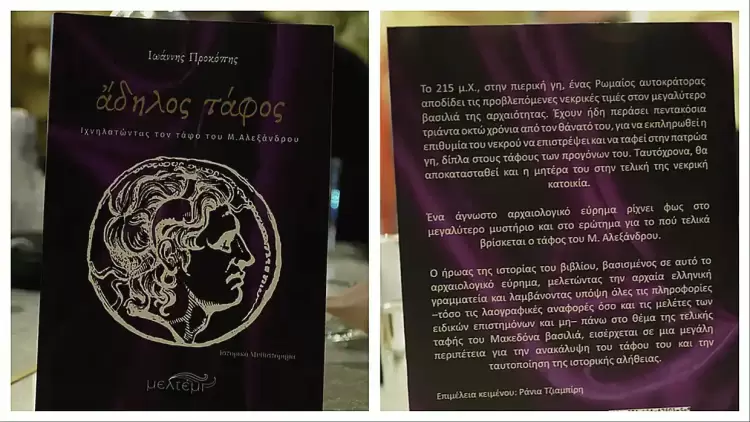 Ιωάννης Προκόπης
ἄδηλος τάφος
Ιχνηλατώντας τον τάφο του Μ.Αλεξάνδρου
Ιστορικό Μυθιστόρημα
μελτέμι
Το 215 μ.Χ., στην πιερική γη, ένας Ρωμαίος αυτοκράτορας
αποδίδει τις προβλεπόμενες νεκρικές τιμές στον μεγαλύτερο
βασιλιά της αρχαιότητας. Έχουν ήδη περάσει πεντακόσια
τριάντα οκτώ χρόνια από τον θάνατό του, για να εκπληρωθεί η
επιθυμία του νεκρού να επιστρέψει και να ταφεί στην πατρώα
γη, δίπλα στους τάφους των προγόνων του. Ταυτόχρονα, θα
αποκατασταθεί και η μητέρα του στην τελική της νεκρική
κατοικία.
Ένα άγνωστο αρχαιολογικό εύρημα ρίχνει φως στο
μεγαλύτερο μυστήριο και στο ερώτημα για το πού τελικά
βρίσκεται ο τάφος του Μ. Αλεξάνδρου.
Ο ήρωας της ιστορίας του βιβλίου, βασισμένος σε αυτό το
αρχαιολογικό εύρημα, μελετώντας την αρχαία ελληνική
γραμματεία και λαμβάνοντας υπόψη όλες τις πληροφορίες
–τόσο τις λαογραφικές αναφορές όσο και τις μελέτες των
ειδικών επιστημόνων και μη– πάνω στο θέμα της τελικής
ταφής του Μακεδόνα βασιλιά, εισέρχεται σε μια μεγάλη
περιπέτεια για την ανακάλυψη του τάφου του και την
ταυτοποίηση της ιστορικής αλήθειας.
Επιμέλεια κειμένου: Ράνια Τζιαμπίρη